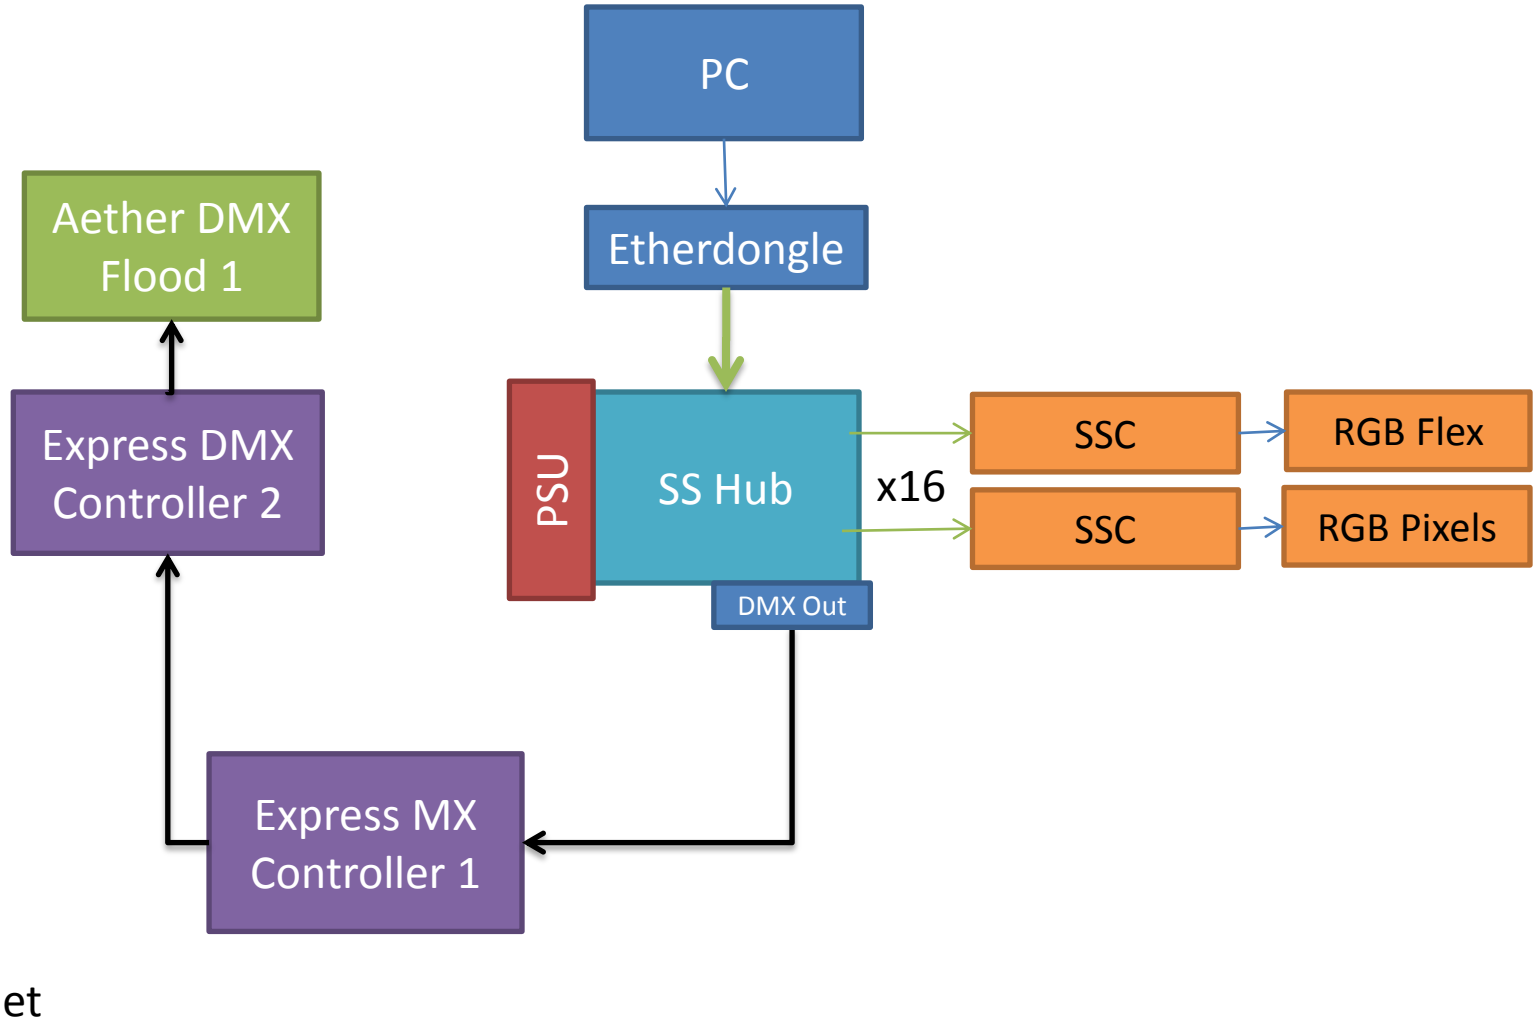 PC
Aether DMX
Flood 1
Etherdongle
Express DMX
Controller 2
PSU
SS Hub
x16
SSC
RGB Flex
SSC
RGB Pixels
DMX Out
Express MX
Controller 1
et